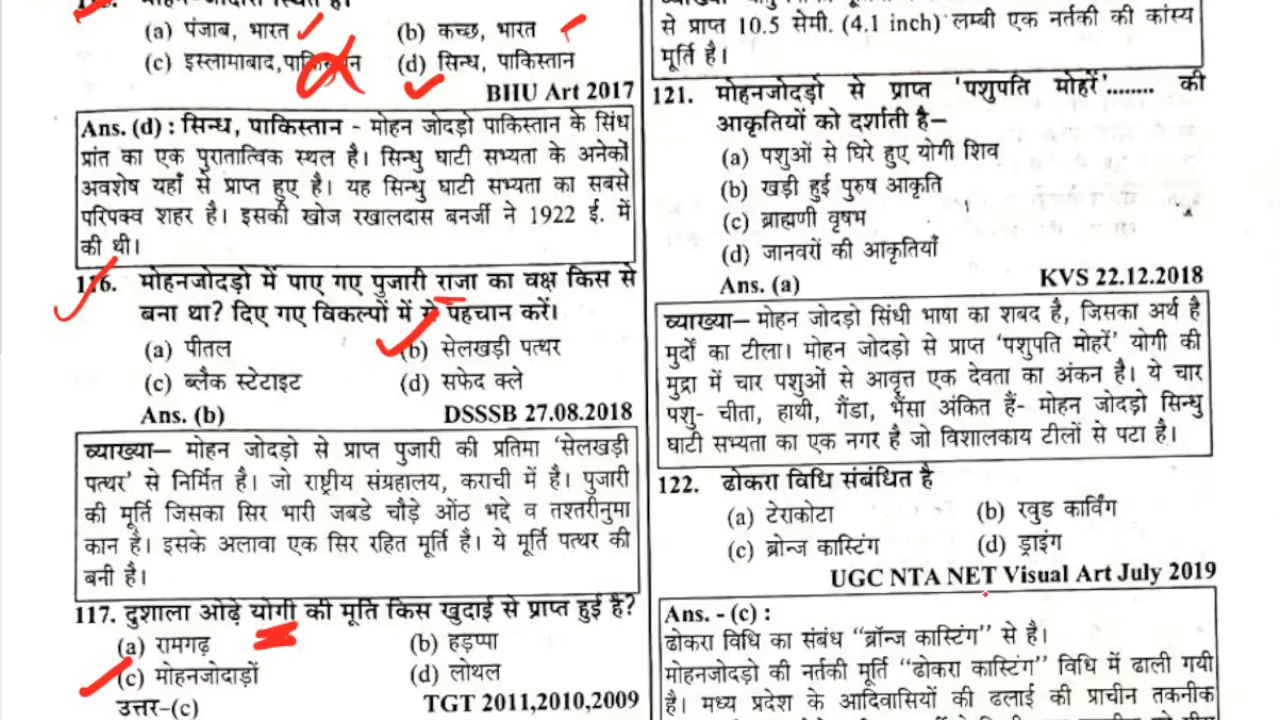 मोहन-जोदारो स्थित है।
(a) पंजाब, भारत (b) कच्छ, भारत
(c) इस्लामाबाद,पाकिस्तान (d) सिन्ध, पाकिस्तान
BHU Art 2017
Ans. (d) : सिन्ध, पाकिस्तान - मोहन जोदड़ो पाकिस्तान के सिंध
प्रांत का एक पुरातात्विक स्थल है। सिन्धु घाटी सभ्यता के अनेकों
अवशेष यहाँ से प्राप्त हुए है। यह सिन्धु घाटी सभ्यता का सबसे
परिपक्व शहर है। इसकी खोज रखालदास बनर्जी ने 1922 ई. में
की थी।
116. मोहनजोदड़ो में पाए गए पुजारी राजा का वक्ष किस से
बना था? दिए गए विकल्पों में से पहचान करें।
(a) पीतल (b) सेलखड़ी पत्थर
(c) ब्लैक स्टेटाइट (d) सफेद क्ले
Ans. (b) DSSSB 27.08.2018
व्याख्या– मोहन जोदड़ो से प्राप्त पुजारी की प्रतिमा 'सेलखड़ी
पत्थर' से निर्मित है। जो राष्ट्रीय संग्रहालय, कराची में है। पुजारी
की मूर्ति जिसका सिर भारी जबडे चौड़े ओंठ भद्दे व तश्तरीनुमा
कान है। इसके अलावा एक सिर रहित मूर्ति है। ये मूर्ति पत्थर की
बनी है।
117. दुशाला ओढ़े योगी की मूर्ति किस खुदाई से प्राप्त हुई है?
(a) रामगढ़ (b) हड़प्पा
(c) मोहनजोदाड़ों (d) लोथल
उत्तर-(c) TGT 2011,2010,2009
से प्राप्त 10.5 सेमी. (4.1 inch) लम्बी एक नर्तकी की कांस्य
मूर्ति है।
121. मोहनजोदड़ो से प्राप्त 'पशुपति मोहरें'........ की
आकृतियों को दर्शाती है–
(a) पशुओं से घिरे हुए योगी शिव
(b) खड़ी हुई पुरुष आकृति
(c) ब्राह्मणी वृषभ
(d) जानवरों की आकृतियाँ
Ans. (a) KVS 22.12.2018
व्याख्या– मोहन जोदड़ो सिंधी भाषा का शबद है, जिसका अर्थ है
मुर्दो का टीला। मोहन जोदड़ो से प्राप्त 'पशुपति मोहरें' योगी की
मुद्रा में चार पशुओं से आवृत्त एक देवता का अंकन है। ये चार
पशु- चीता, हाथी, गैंडा, भैंसा अंकित हैं- मोहन जोदड़ो सिन्धु
घाटी सभ्यता का एक नगर है जो विशालकाय टीलों से पटा है।
122. ढोकरा विधि संबंधित है
(a) टेराकोटा (b) रवुड कार्विंग
(c) ब्रोन्ज कास्टिंग (d) ड्राइंग
UGC NTA NET Visual Art July 2019
Ans. - (c) :
ढोकरा विधि का संबंध "ब्रॉन्ज कास्टिंग" से है।
मोहनजोदड़ो की नर्तकी मूर्ति "ढोकरा कास्टिंग" विधि में ढाली गयी
है। मध्य प्रदेश के आदिवासियों की ढलाई की प्राचीन तकनीक